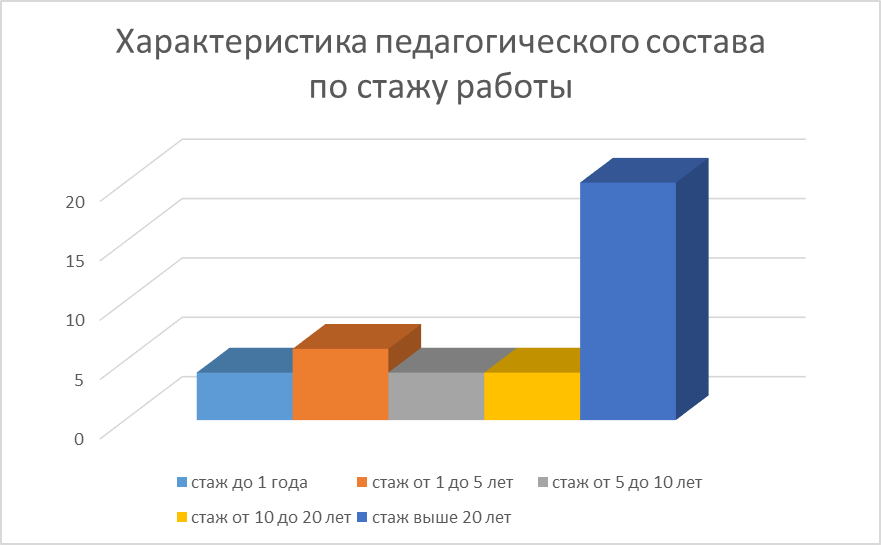 Характеристика педагогического состава
по стажу работы
20
15
10
5
0
стаж до 1 года стаж от 1 до 5 лет стаж от 5 до 10 лет
стаж от 10 до 20 лет стаж выше 20 лет